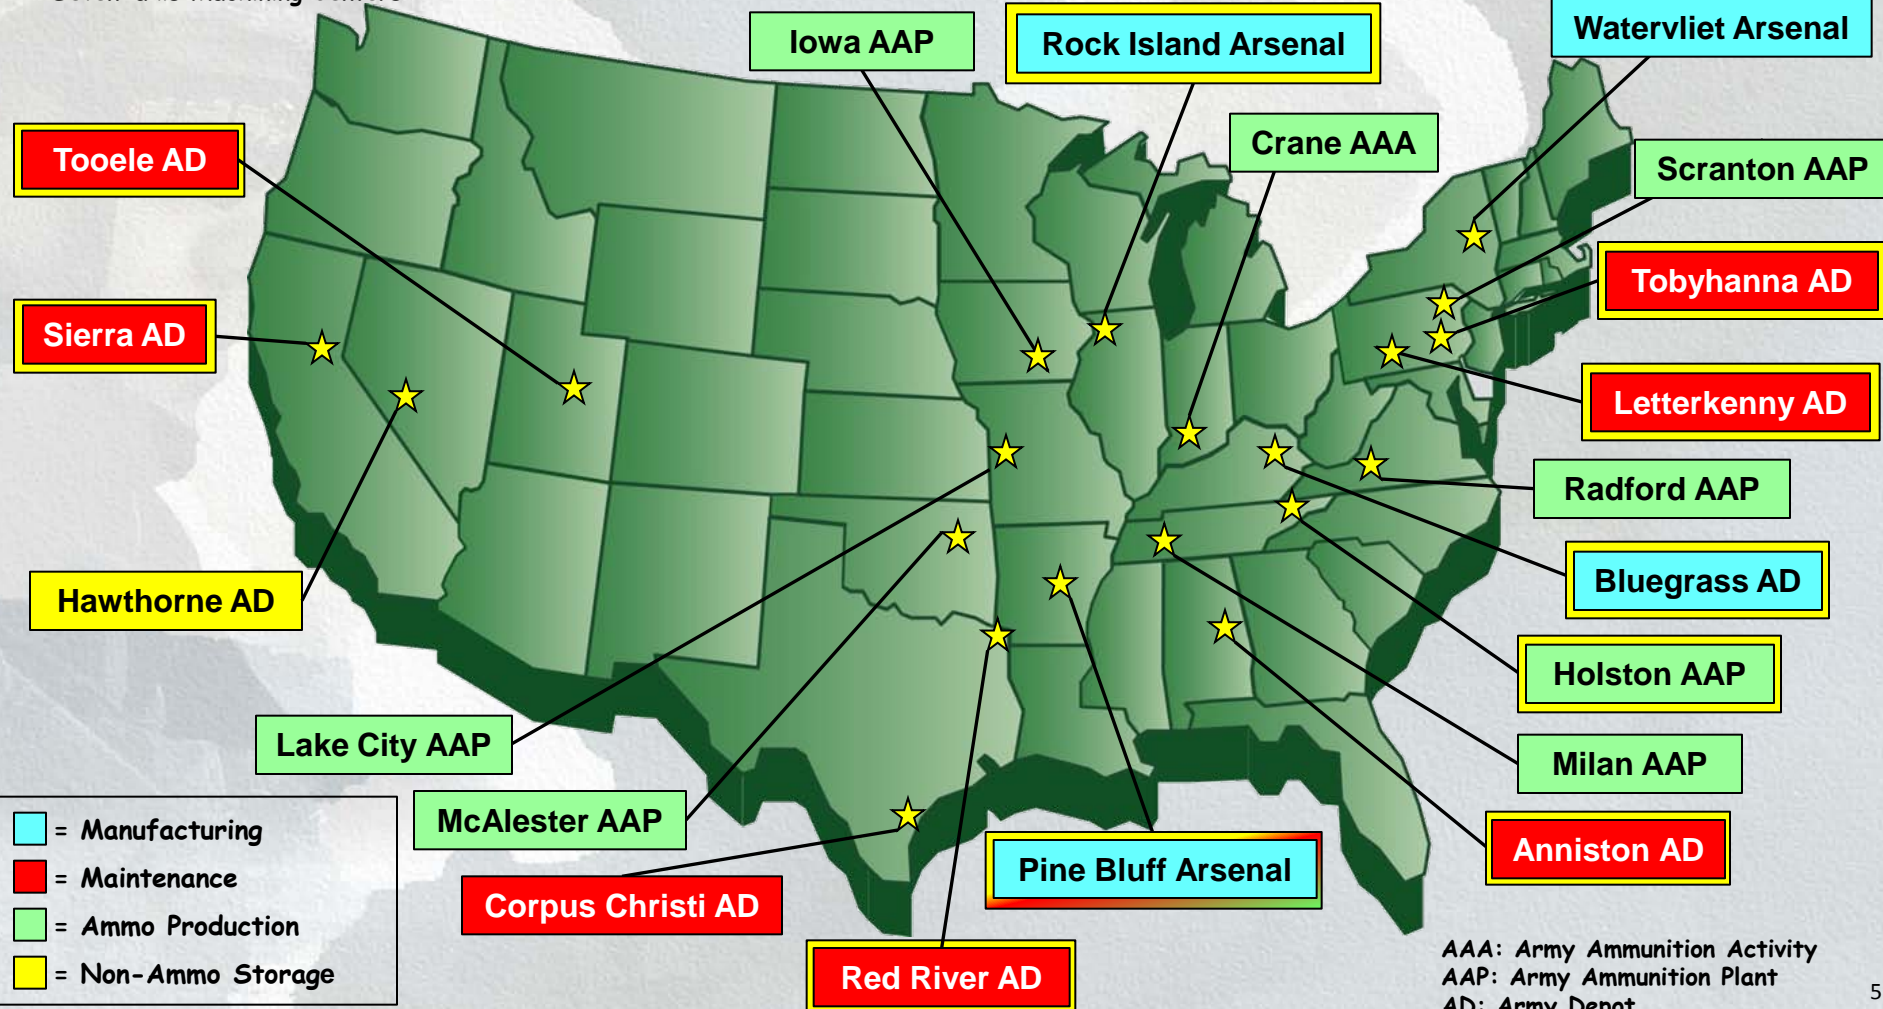 Iowa AAP
Rock Island Arsenal
Watervliet Arsenal
Tooele AD
Crane AAA
Scranton AAP
Tobyhanna AD
Sierra AD
Letterkenny AD
Radford AAP
Hawthorne AD
Bluegrass AD
Holston AAP
Lake City AAP
Milan AAP
McAlester AAP
Pine Bluff Arsenal
Anniston AD
Corpus Christi AD
Red River AD
= Manufacturing
= Maintenance
= Ammo Production
= Non-Ammo Storage
AAA: Army Ammunition Activity
AAP: Army Ammunition Plant
AD: Army Depot
5